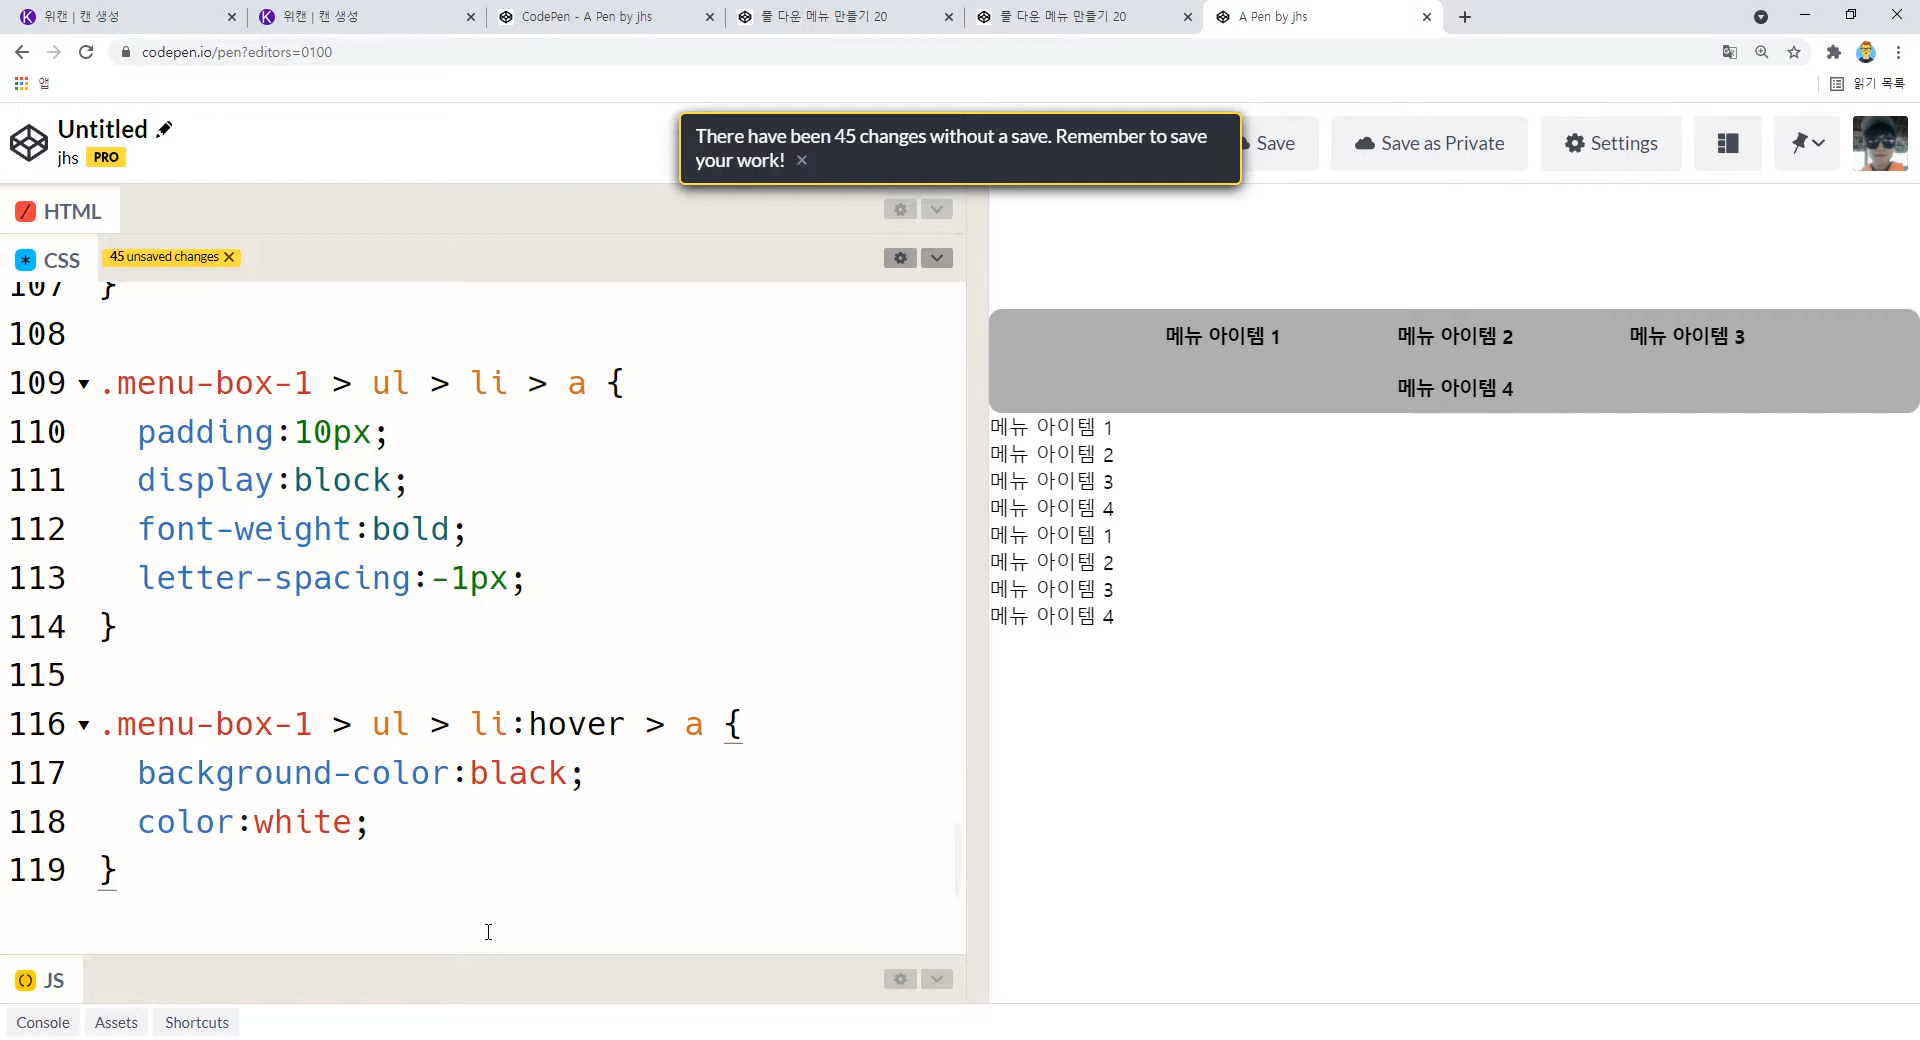 위캔 | 캔 생성
위캔 | 캔 생성
CodePen - A Pen by jhs
풀 다운 메뉴 만들기 20
풀 다운 메뉴 만들기 20
A Pen by jhs
codepen.io/pen?editors=0100
앱
읽기 목록
Untitled
jhs PRO
There have been 45 changes without a save. Remember to save
your work!
Save
Save as Private
Settings
HTML
CSS
45 unsaved changes
107 }
108
109 .menu-box-1 > ul > li > a {
110 padding:10px;
111 display:block;
112 font-weight:bold;
113 letter-spacing:-1px;
114 }
115
116 .menu-box-1 > ul > li:hover > a {
117 background-color:black;
118 color:white;
119 }
JS
Console
Assets
Shortcuts
메뉴 아이템 1
메뉴 아이템 2
메뉴 아이템 3
메뉴 아이템 4
메뉴 아이템 1
메뉴 아이템 2
메뉴 아이템 3
메뉴 아이템 4
메뉴 아이템 1
메뉴 아이템 2
메뉴 아이템 3
메뉴 아이템 4